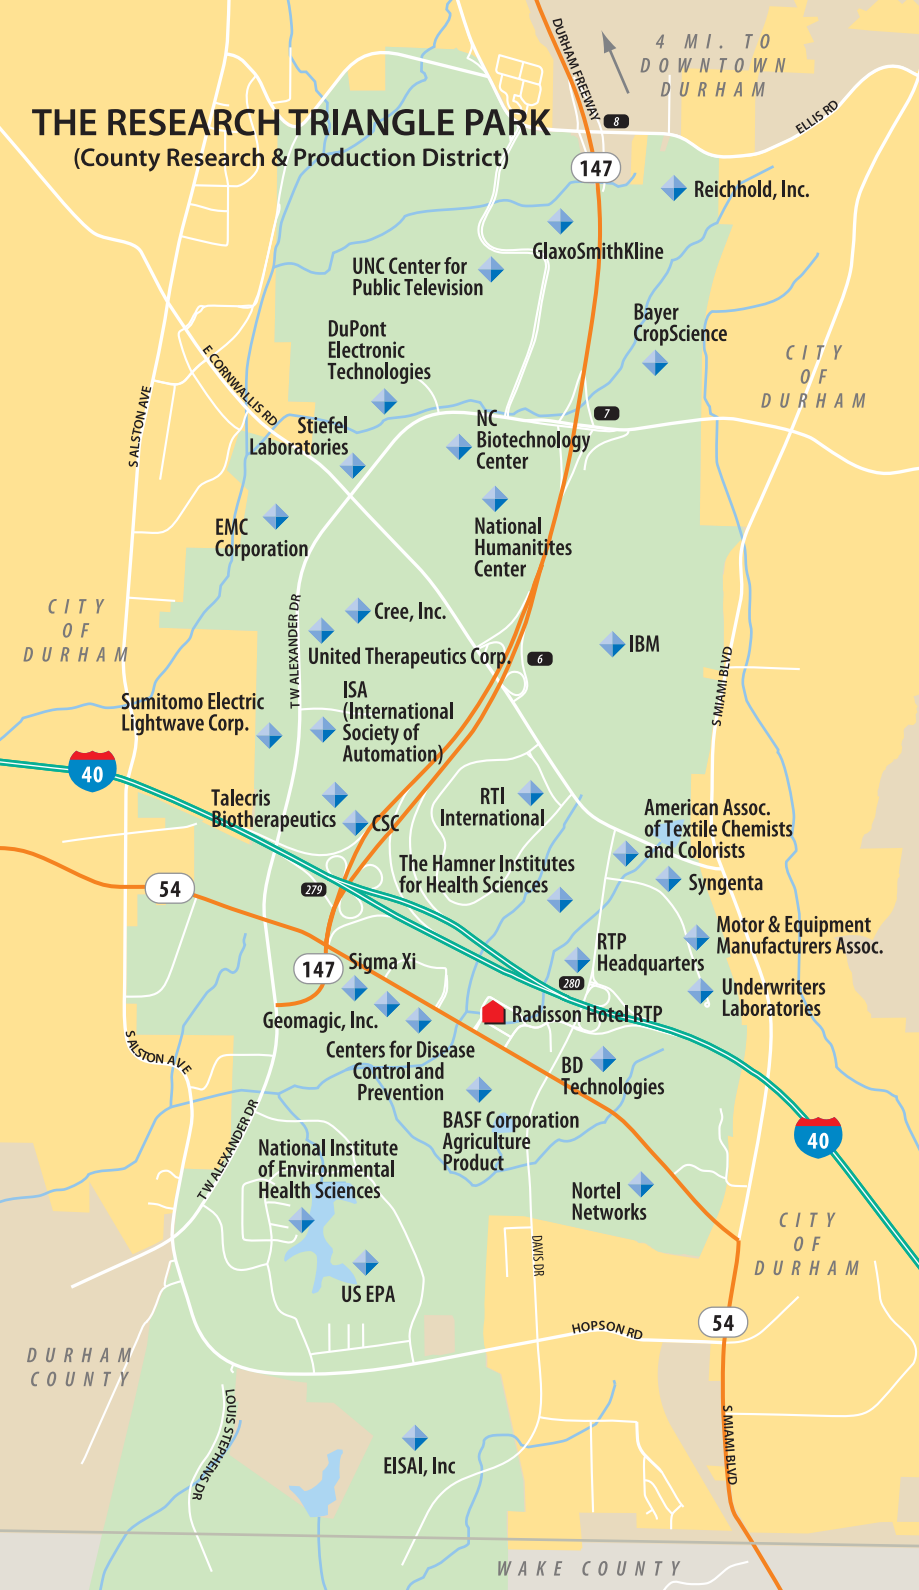 DURHAM FREEWAY
4 MI. TO
DOWNTOWN
DURHAM
THE RESEARCH TRIANGLE PARK
(County Research & Production District)
8
ELLIS RD
147
Reichhold, Inc.
GlaxoSmithKline
UNC Center for
Public Television
Bayer
CropScience
DuPont
Electronic
Technologies
CITY
OF
DURHAM
E CORNWALLIS RD
S ALSTON AVE
7
Stiefel
Laboratories
NC
Biotechnology
Center
EMC
Corporation
National
Humanitites
Center
CITY
OF
DURHAM
T W ALEXANDER DR
Cree, Inc.
United Therapeutics Corp.
6
IBM
S MIAMI BLVD
Sumitomo Electric
Lightwave Corp.
ISA
(International
Society of
Automation)
40
Talecris
Biotherapeutics
CSC
RTI
International
American Assoc.
of Textile Chemists
and Colorists
54
279
The Hamner Institutes
for Health Sciences
Syngenta
Motor & Equipment
Manufacturers Assoc.
RTP
Headquarters
147
Sigma Xi
280
Underwriters
Laboratories
Geomagic, Inc.
Radisson Hotel RTP
S ALSTON AVE
Centers for Disease
Control and
Prevention
BD
Technologies
BASF Corporation
Agriculture
Product
40
T W ALEXANDER DR
National Institute
of Environmental
Health Sciences
Nortel
Networks
CITY
OF
DURHAM
DAVIS DR
US EPA
HOPSON RD
54
DURHAM
COUNTY
LOUIS STEPHENS DR
S MIAMI BLVD
EISAI, Inc
WAKE COUNTY